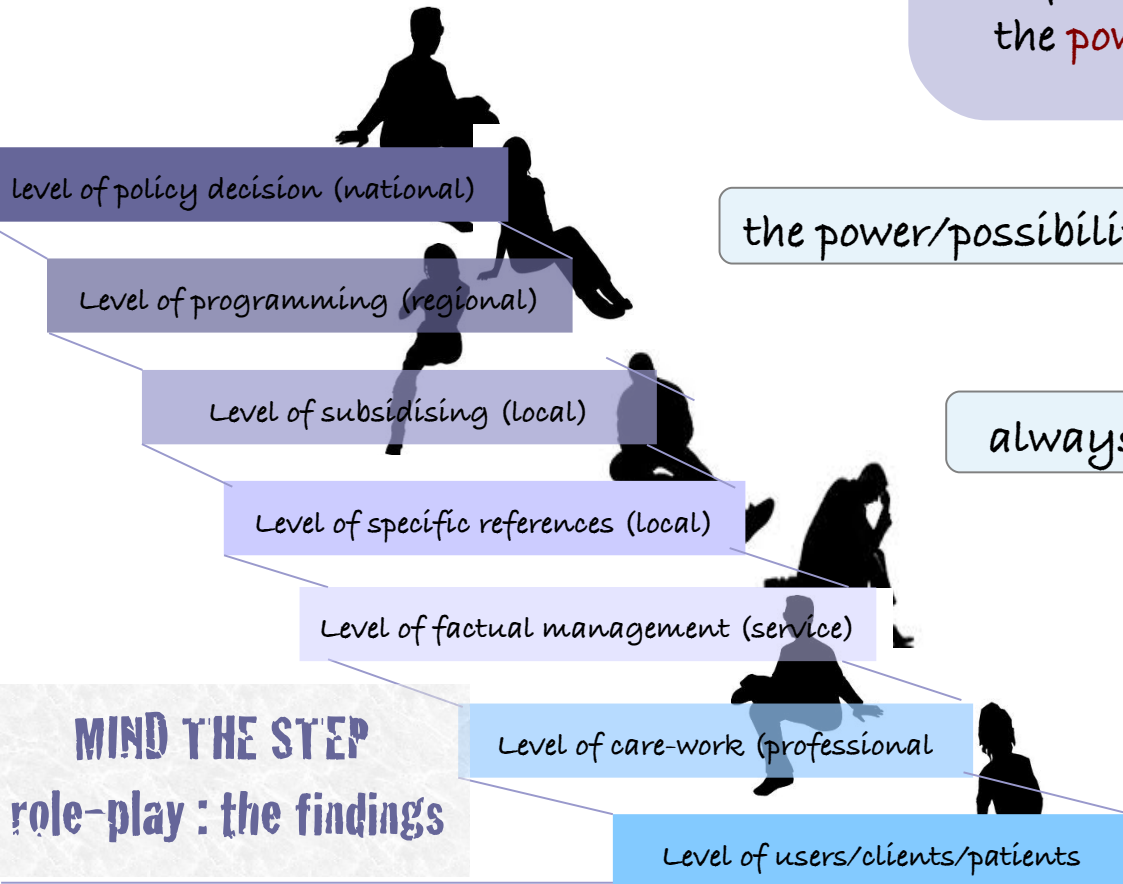 the
level of policy decision (national)
the
Level of programming (regional)
Level of subsidising (local)
always
Level of specific references (local)
Level of factual management (service)
MIND THE STEP
role-play : the findings
Level of care-work (professional
Level of users/clients/patients